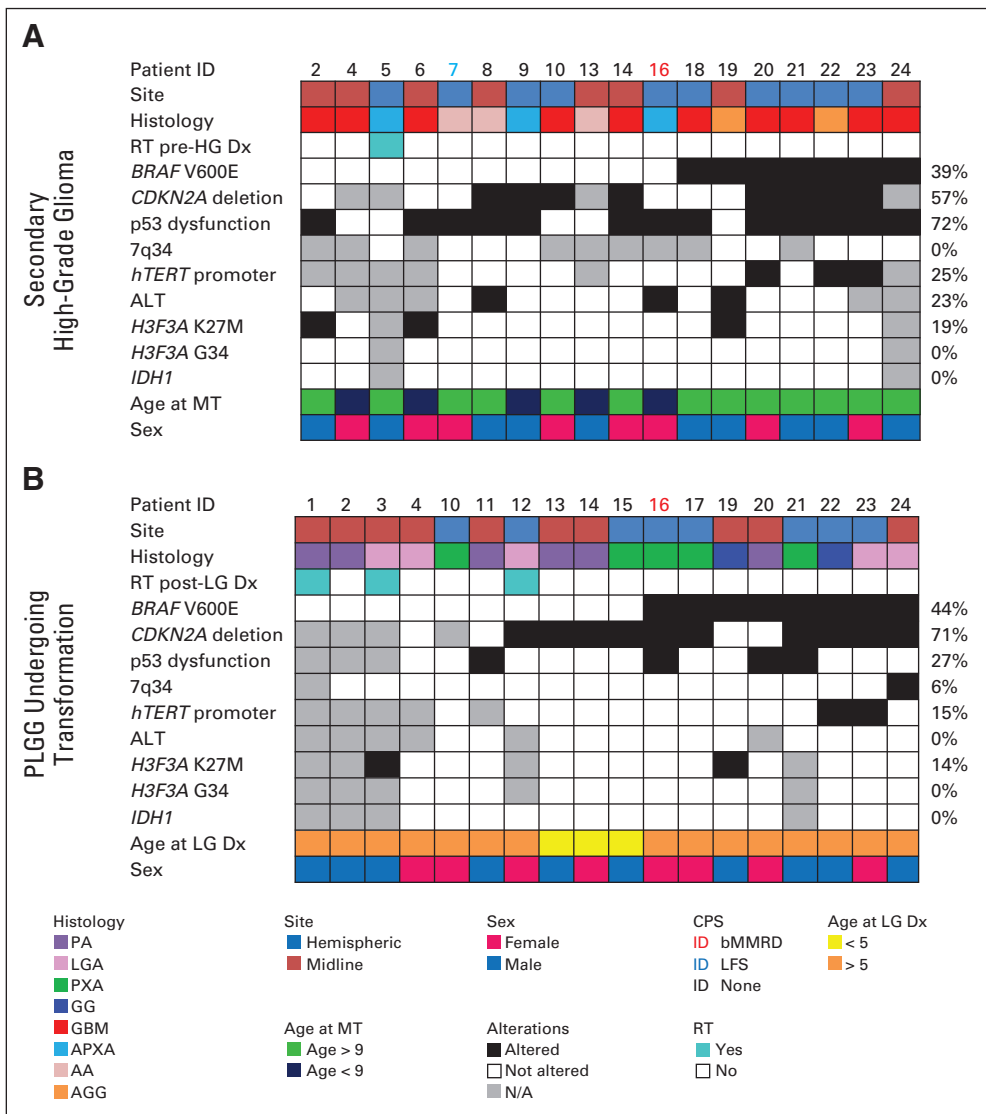 A
Secondary
High-Grade Glioma
Patient ID 2 4 5 6 7 8 9 10 13 14 16 18 19 20 21 22 23 24
Site
Histology
RT pre-HG Dx
BRAF V600E 39%
CDKN2A deletion 57%
p53 dysfunction 72%
7q34 0%
hTERT promoter 25%
ALT 23%
H3F3A K27M 19%
H3F3A G34 0%
IDH1 0%
Age at MT
Sex
B
PLGG Undergoing
Transformation
Patient ID 1 2 3 4 10 11 12 13 14 15 16 17 19 20 21 22 23 24
Site
Histology
RT post-LG Dx
BRAF V600E 44%
CDKN2A deletion 71%
p53 dysfunction 27%
7q34 6%
hTERT promoter 15%
ALT 0%
H3F3A K27M 14%
H3F3A G34 0%
IDH1 0%
Age at LG Dx
Sex
Histology
PA
LGA
PXA
GG
GBM
APXA
AA
AGG
Site
Hemispheric
Midline
Age at MT
Age > 9
Age < 9
Sex
Female
Male
Alterations
Altered
Not altered
N/A
CPS
ID bMMRD
ID LFS
ID None
RT
Yes
No
Age at LG Dx
< 5
> 5